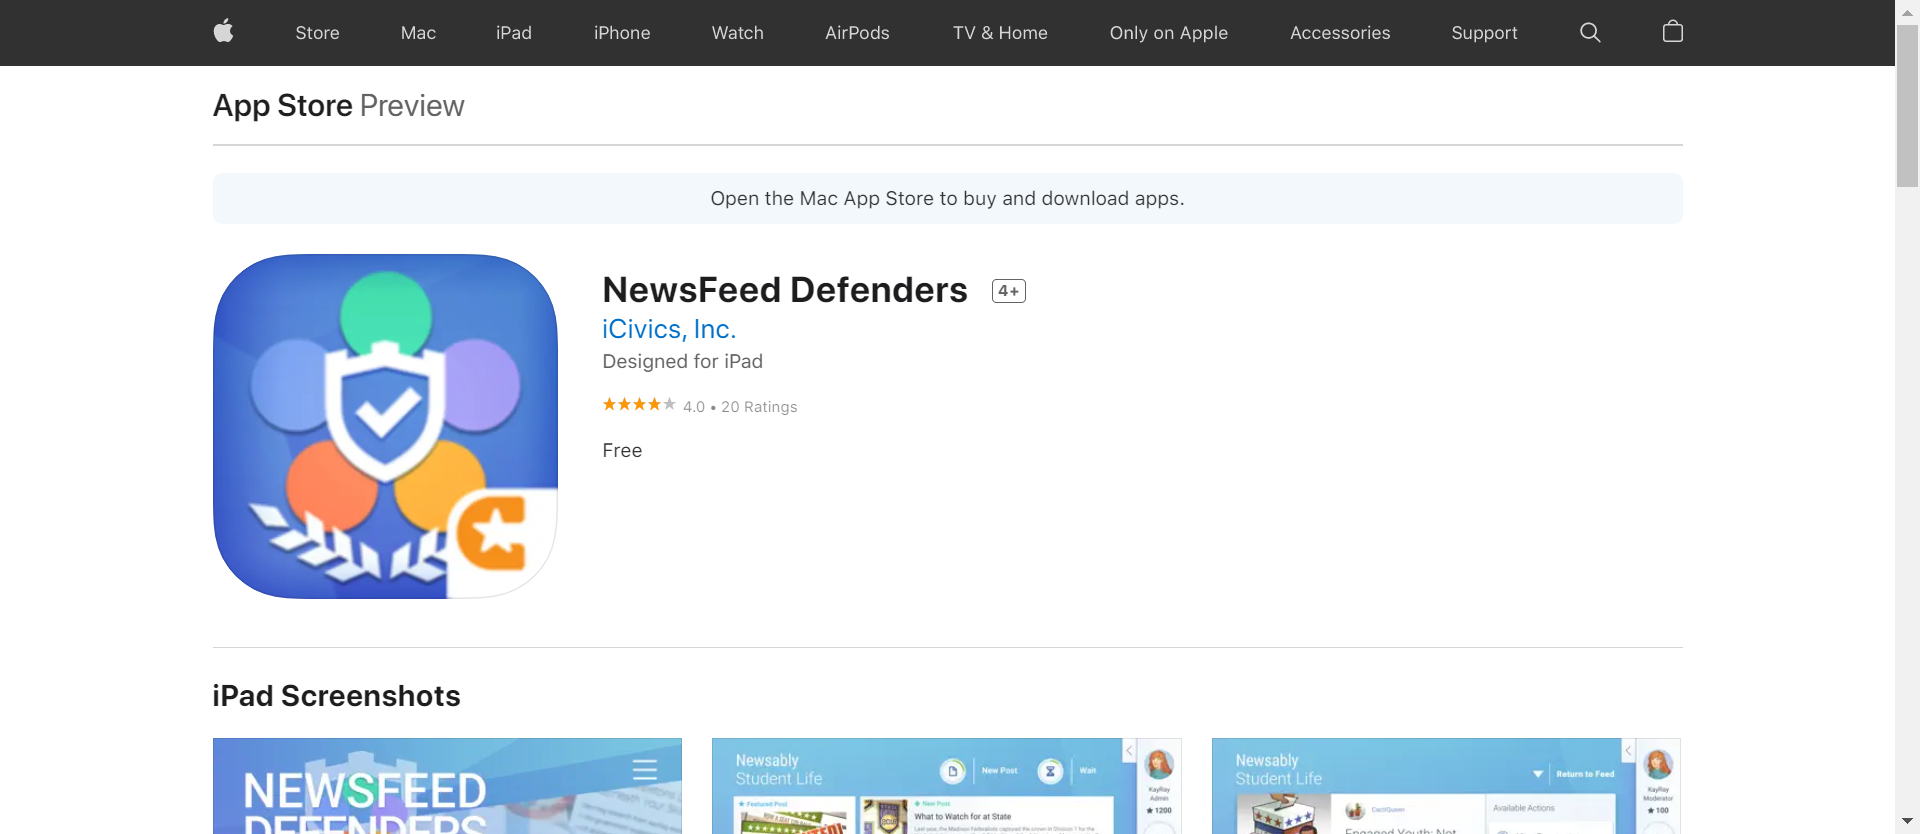 Store Mac iPad iPhone Watch AirPods TV & Home Only on Apple Accessories Support
App Store Preview
Open the Mac App Store to buy and download apps.
NewsFeed Defenders 4+
iCivics, Inc.
Designed for iPad
4.0 • 20 Ratings
Free
iPad Screenshots
NEWSFEED
DEFENDERS
Newsably
Student Life
New Post
Wait
KayRay
Admin
1200
Featured Post
New Post
What to Watch for at State
Newsably
Student Life
Return to Feed
KayRay
Moderator
100
CactiQueen
Available Actions
Engaged Youth: Not